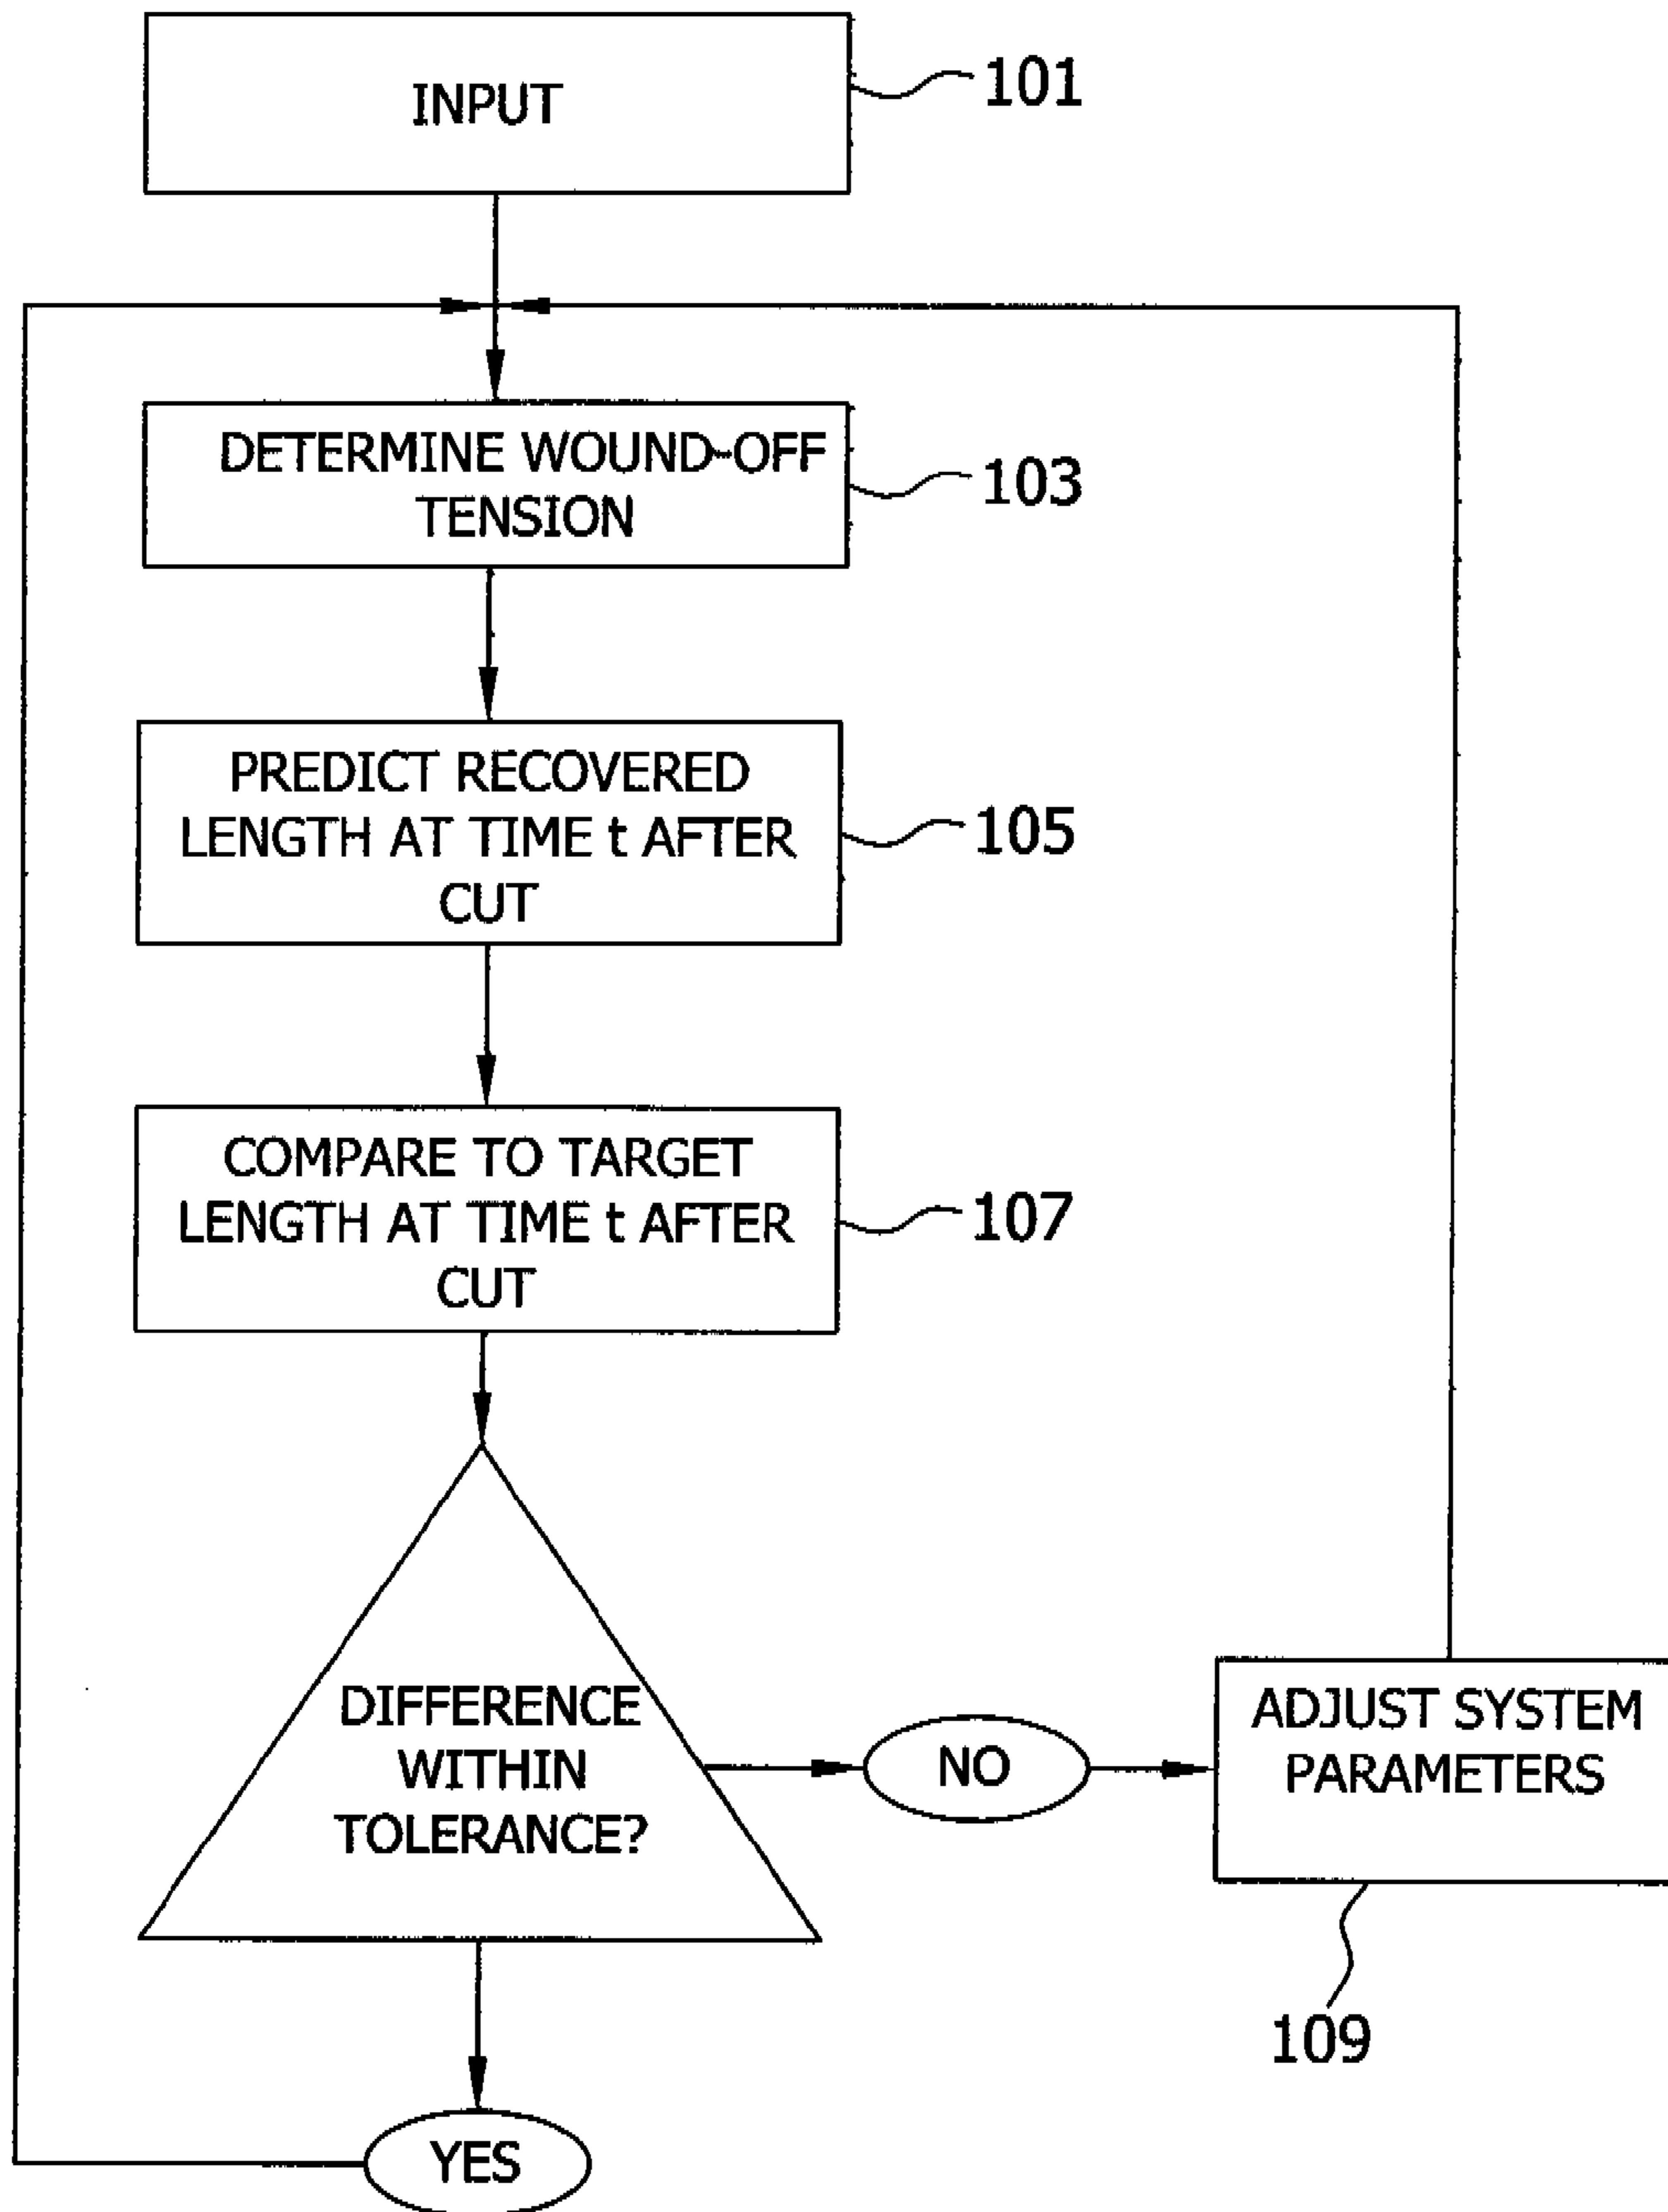 INPUT
101
DETERMINE WOUND-OFF
TENSION
103
PREDICT RECOVERED
LENGTH AT TIME t AFTER
CUT
105
COMPARE TO TARGET
LENGTH AT TIME t AFTER
CUT
107
DIFFERENCE
WITHIN
TOLERANCE?
NO
ADJUST SYSTEM
PARAMETERS
109
YES